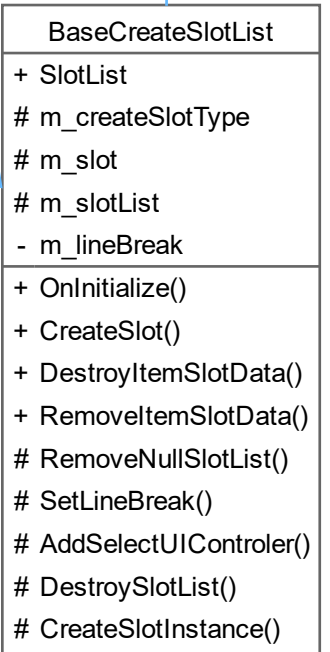 BaseCreateSlotList
+ SlotList
# m_createSlotType
# m_slot
# m_slotList
- m_lineBreak
+ OnInitialize()
+ CreateSlot()
+ DestroyItemSlotData()
+ RemoveItemSlotData()
# RemoveNullSlotList()
# SetLineBreak()
# AddSelectUIControler()
# DestroySlotList()
# CreateSlotInstance()